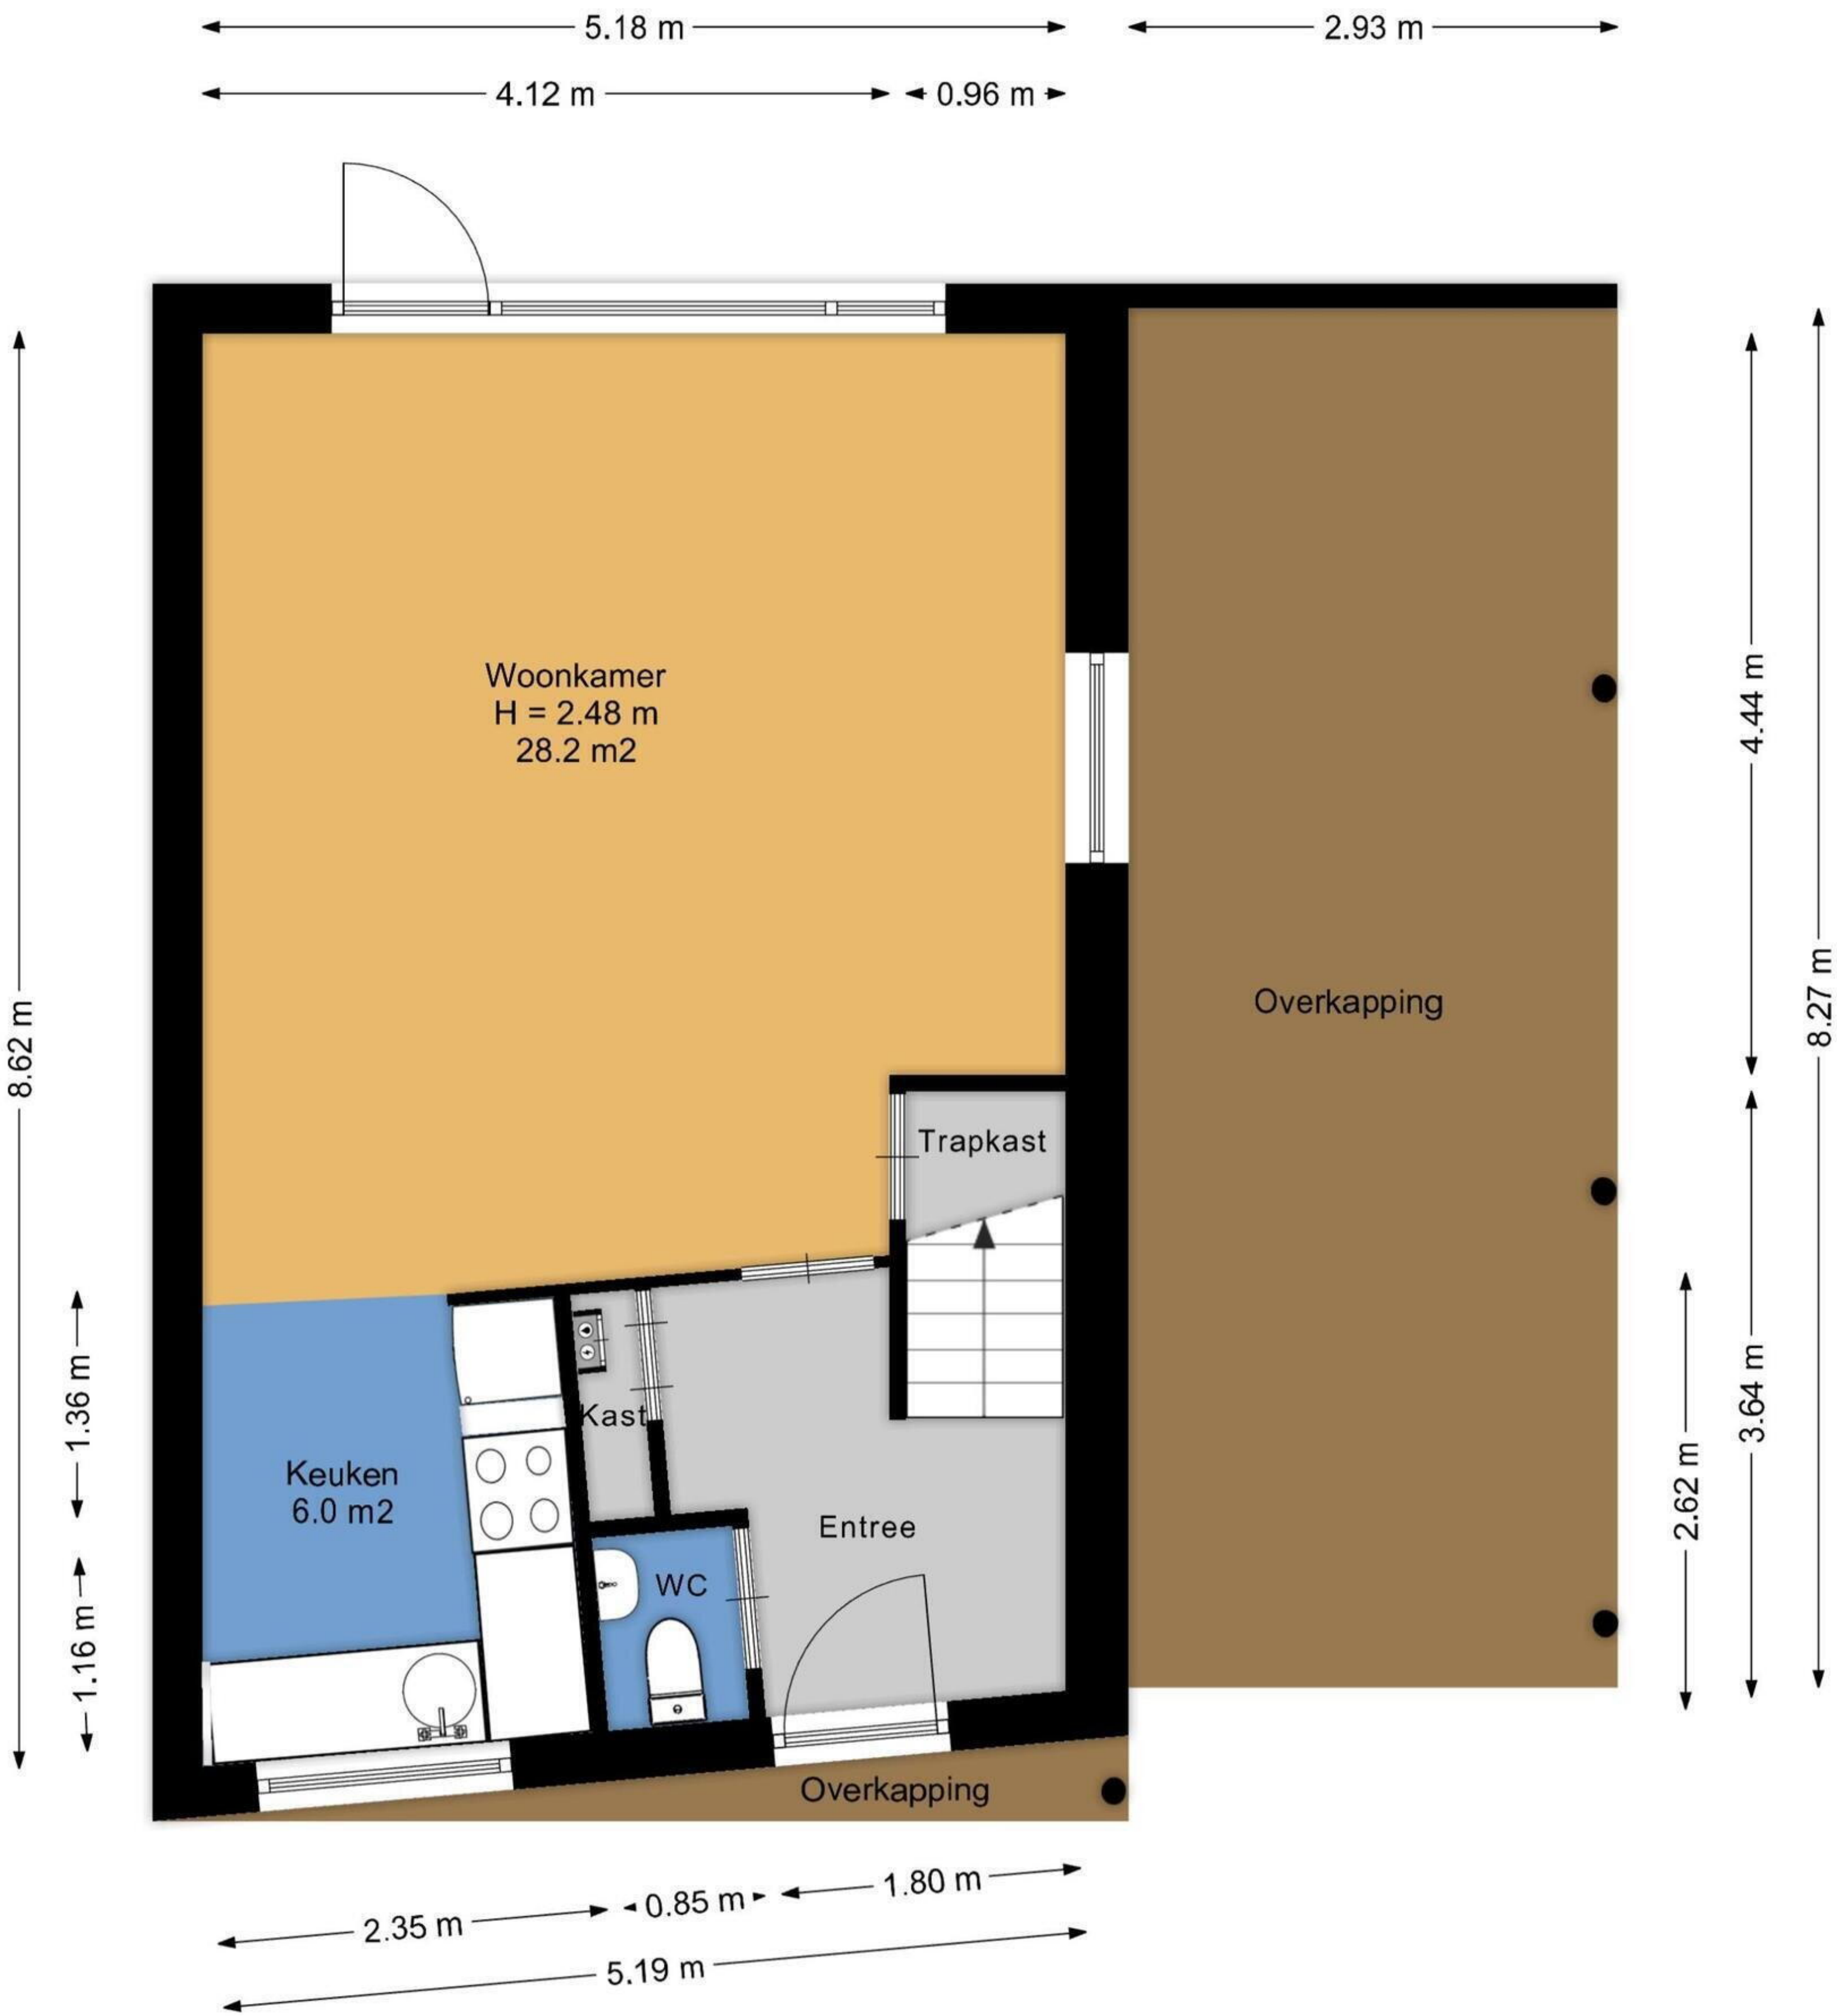 5.18 m
2.93 m
4.12 m
0.96 m
Woonkamer
H = 2.48 m
28.2 m2
4.44 m
8.27 m
8.62 m
Overkapping
Trapkast
1.36 m
Kast
3.64 m
Keuken
6.0 m2
2.62 m
Entree
WC
1.16 m
Overkapping
2.35 m
0.85 m
1.80 m
5.19 m